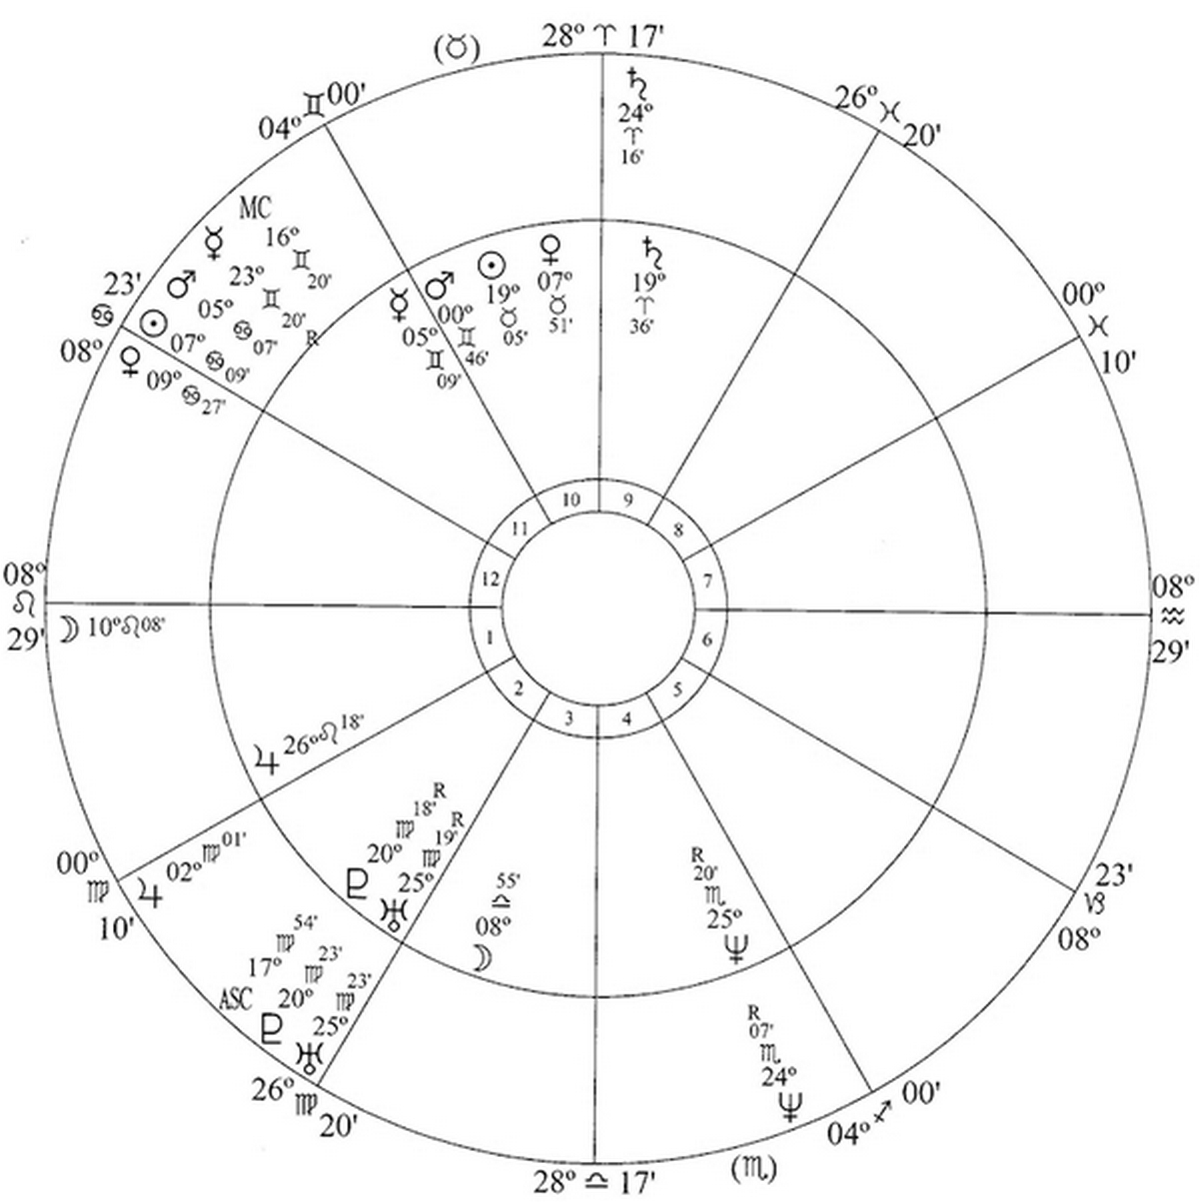 (♉)
28° ♈ 17'
26° ♓ 20'
00° ♓ 10'
08° ♒ 29'
23' ♑ 08°
04° ♐ 00'
(♏)
28° ♎ 17'
26° ♍ 20'
00° ♍ 10'
08° ♌ 29'
23' ♋ 08°
04° ♊ 00'
♄ 24° ♈ 16'
MC 16° ♊ 20'
☿ 23° ♊ 20' R
♂ 05° ♋ 07'
☉ 07° ♋ 09'
♀ 09° ♋ 27'
☽ 10° ♌ 08'
♃ 02° ♍ 01'
ASC 17° ♍ 54'
♇ 20° ♍ 23'
♅ 25° ♍ 23'
♆ 24° ♏ 07' R
☿ 05° ♊ 09'
♂ 00° ♊ 46'
☉ 19° ♉ 05'
♀ 07° ♉ 51'
♄ 19° ♈ 36'
♃ 26° ♌ 18'
♇ 20° ♍ 18' R
♅ 25° ♍ 19' R
☽ 08° ♎ 55'
♆ 25° ♏ 20' R
10
9
8
7
6
5
4
3
2
1
12
11